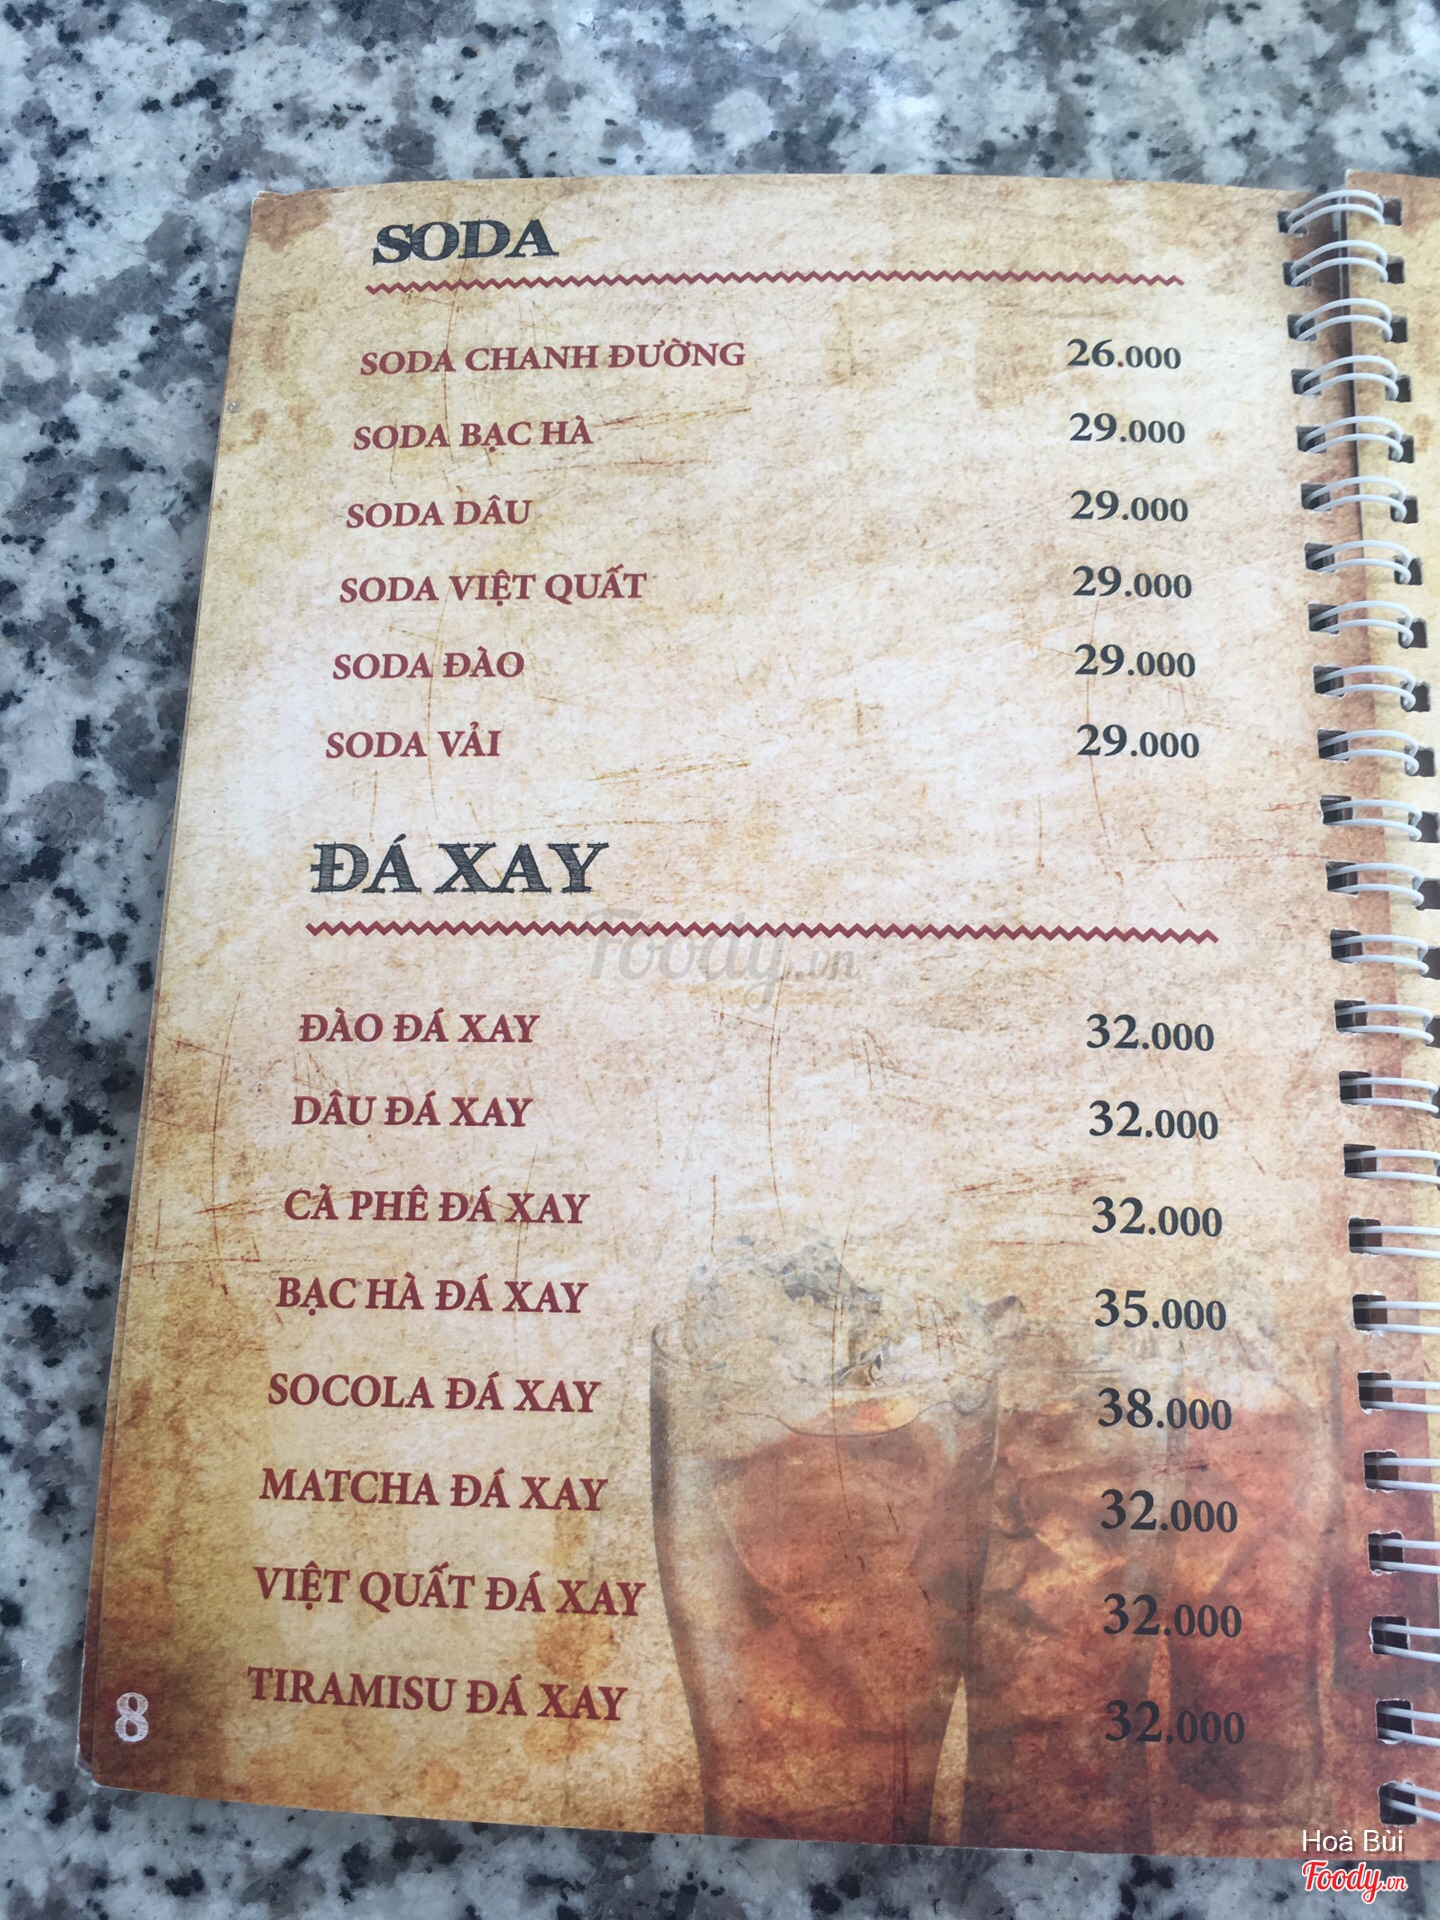 SODA
SODA CHANH ĐƯỜNG 26.000
SODA BẠC HÀ 29.000
SODA DÂU 29.000
SODA VIỆT QUẤT 29.000
SODA ĐÀO 29.000
SODA VẢI 29.000
ĐÁ XAY
Foody.vn
ĐÀO ĐÁ XAY 32.000
DÂU ĐÁ XAY 32.000
CÀ PHÊ ĐÁ XAY 32.000
BẠC HÀ ĐÁ XAY 35.000
SOCOLA ĐÁ XAY 38.000
MATCHA ĐÁ XAY 32.000
VIỆT QUẤT ĐÁ XAY 32.000
TIRAMISU ĐÁ XAY 32.000
8
Hoà Bùi
Foody.vn